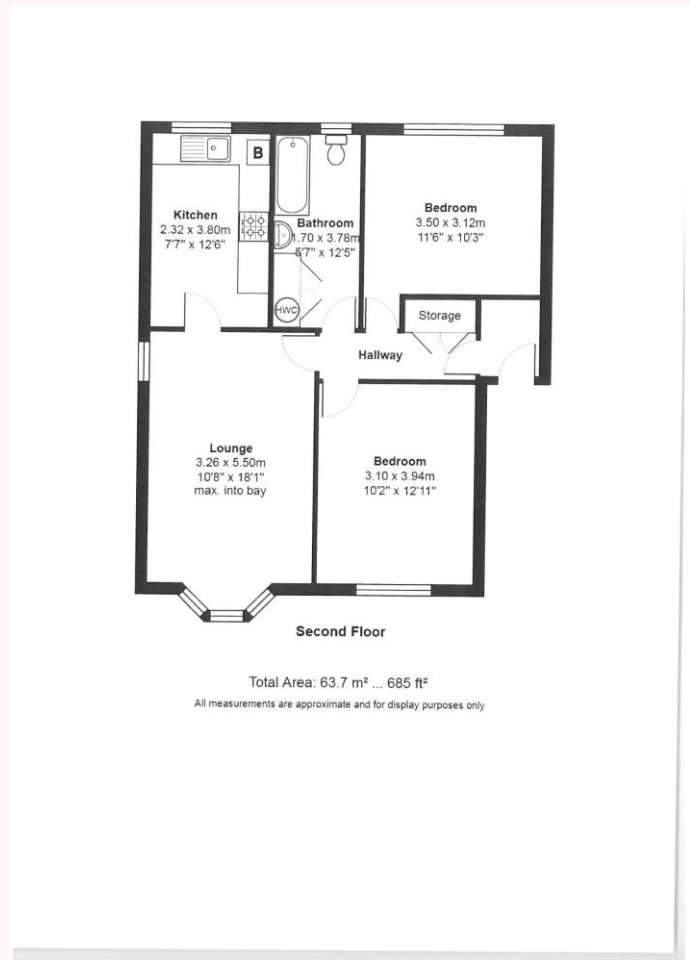 B
Kitchen
2.32 x 3.80m
7'7" x 12'6"
Bathroom
1.70 x 3.78m
5'7" x 12'5"
HWC
Bedroom
3.50 x 3.12m
11'6" x 10'3"
Storage
Hallway
Lounge
3.26 x 5.50m
10'8" x 18'1"
max. into bay
Bedroom
3.10 x 3.94m
10'2" x 12'11"
Second Floor
Total Area: 63.7 m² ... 685 ft²
All measurements are approximate and for display purposes only